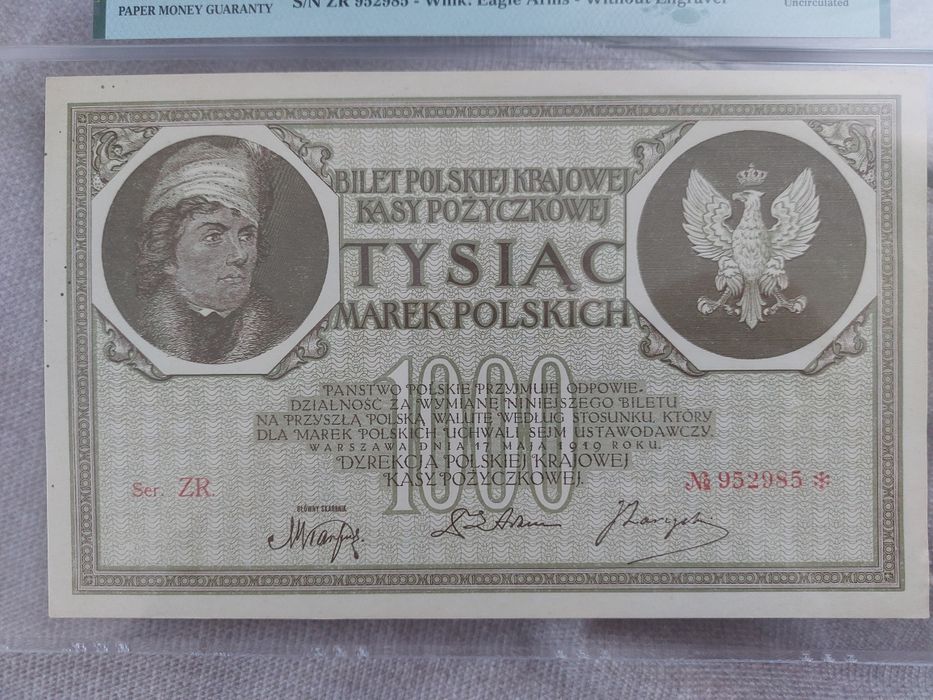 PAPER MONEY GUARANTY
S/N ZR 952985 - Wmk: Eagle Arms - Without Engraver
Uncirculated
BILET POLSKIEJ KRAJOWEJ
KASY POŻYCZKOWEJ
TYSIĄC
MAREK POLSKICH
1000
PAŃSTWO POLSKIE PRZYJMUJE ODPOWIE-
DZIALNOŚĆ ZA WYMIANĘ NINIEJSZEGO BILETU
NA PRZYSZŁĄ POLSKĄ WALUTĘ WEDŁUG STOSUNKU, KTÓRY
DLA MAREK POLSKICH UCHWALI SEJM USTAWODAWCZY.
WARSZAWA DNIA 17 MAJA 1919 ROKU.
DYREKCJA POLSKIEJ KRAJOWEJ
KASY POŻYCZKOWEJ.
Ser. ZR.
№ 952985 *
GŁÓWNY SKARBNIK